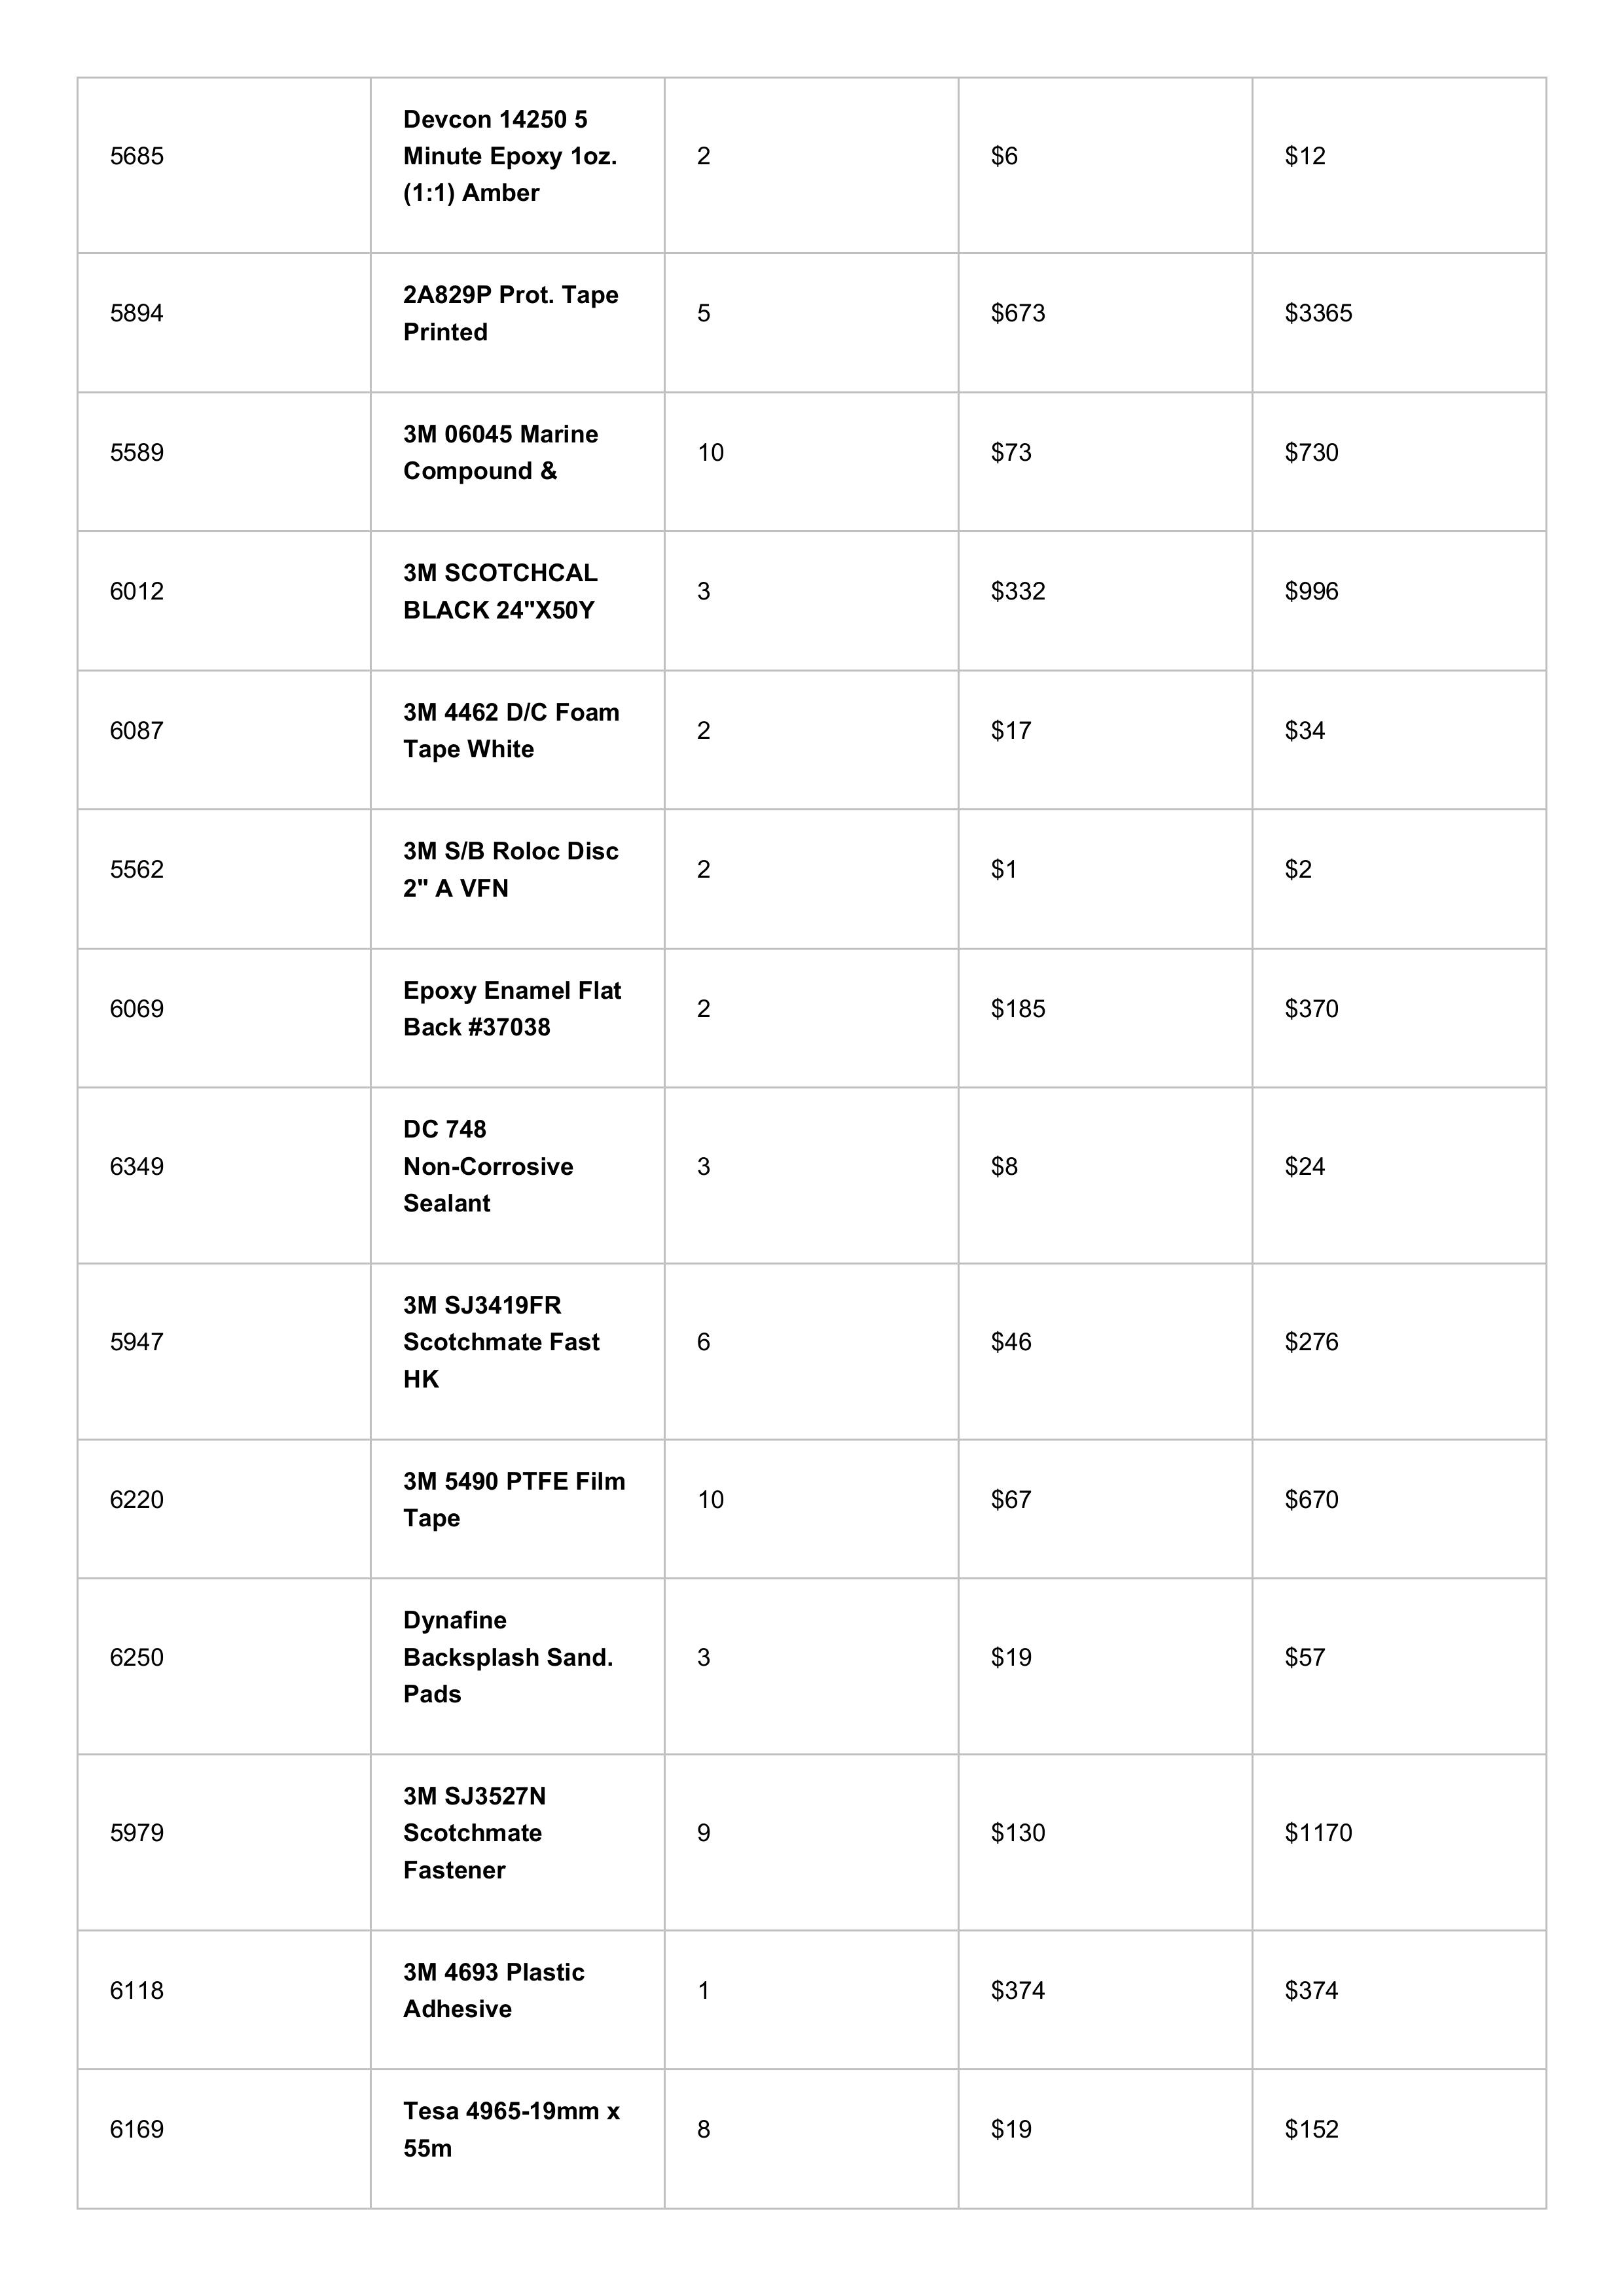 5685
Devcon 14250 5
Minute Epoxy 1oz.
(1:1) Amber
2
$6
$12
5894
2A829P Prot. Tape
Printed
5
$673
$3365
5589
3M 06045 Marine
Compound &
10
$73
$730
6012
3M SCOTCHCAL
BLACK 24"X50Y
3
$332
$996
6087
3M 4462 D/C Foam
Tape White
2
$17
$34
5562
3M S/B Roloc Disc
2" A VFN
2
$1
$2
6069
Epoxy Enamel Flat
Back #37038
2
$185
$370
6349
DC 748
Non-Corrosive
Sealant
3
$8
$24
5947
3M SJ3419FR
Scotchmate Fast
HK
6
$46
$276
6220
3M 5490 PTFE Film
Tape
10
$67
$670
6250
Dynafine
Backsplash Sand.
Pads
3
$19
$57
5979
3M SJ3527N
Scotchmate
Fastener
9
$130
$1170
6118
3M 4693 Plastic
Adhesive
1
$374
$374
6169
Tesa 4965-19mm x
55m
8
$19
$152